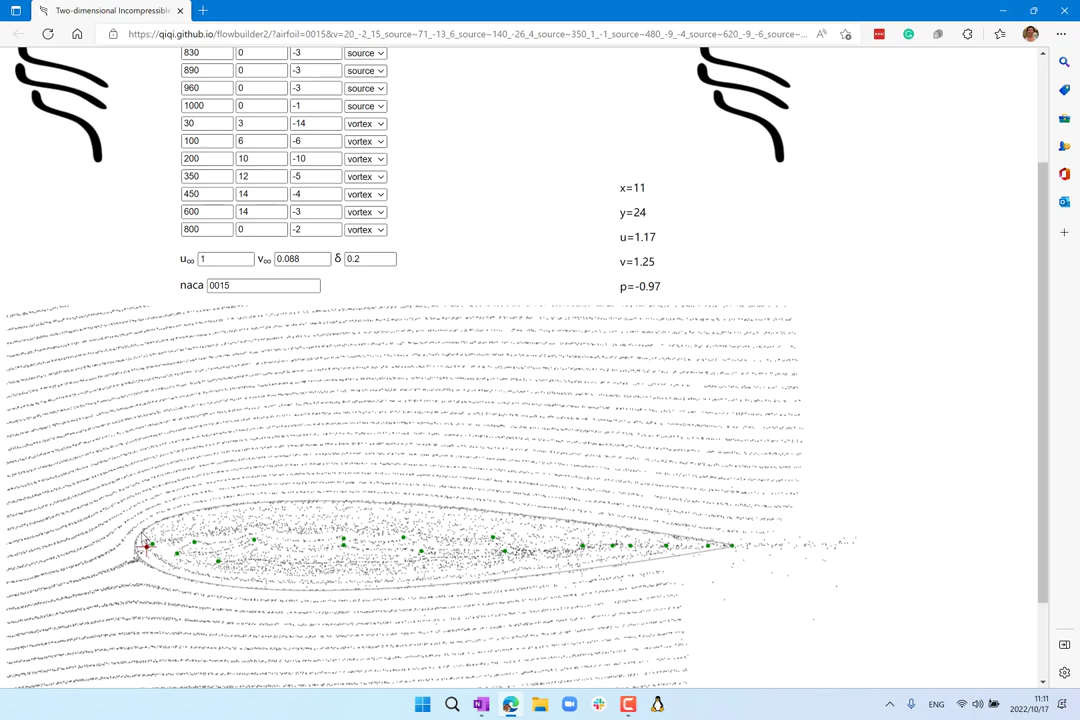 Two-dimensional Incompressible
https://qiqi.github.io/flowbuilder2/?airfoil=0015&v=20_-2_15_source~71_-13_6_source~140_-26_4_source~350_1_-1_source~480_-9_-4_source~620_-9_-6_source~...
830 0 -3 source
890 0 -3 source
960 0 -3 source
1000 0 -1 source
30 3 -14 vortex
100 6 -6 vortex
200 10 -10 vortex
350 12 -5 vortex
450 14 -4 vortex
600 14 -3 vortex
800 0 -2 vortex
u∞ 1 v∞ 0.088 δ 0.2
naca 0015
x=11
y=24
u=1.17
v=1.25
p=-0.97
ENG
11:11
2022/10/17